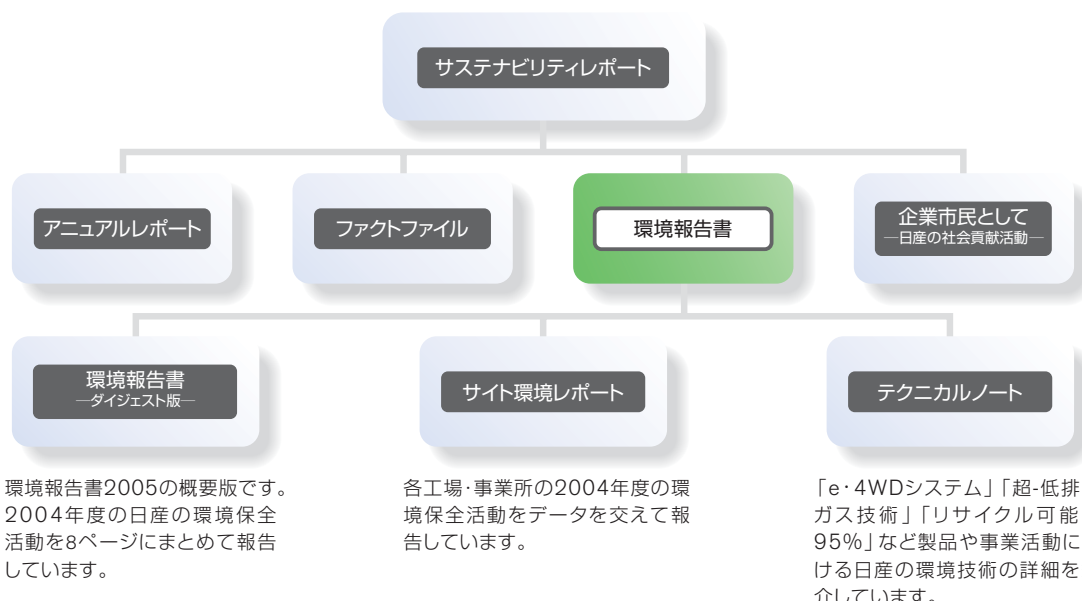 サステナビリティレポート
アニュアルレポート
ファクトファイル
環境報告書
企業市民として
―日産の社会貢献活動―
環境報告書
―ダイジェスト版―
サイト環境レポート
テクニカルノート
環境報告書2005の概要版です。
2004年度の日産の環境保全
活動を8ページにまとめて報告
しています。
各工場・事業所の2004年度の環
境保全活動をデータを交えて報
告しています。
「e・4WDシステム」「超-低排
ガス技術」「リサイクル可能
95%」など製品や事業活動に
ける日産の環境技術の詳細を
介しています。